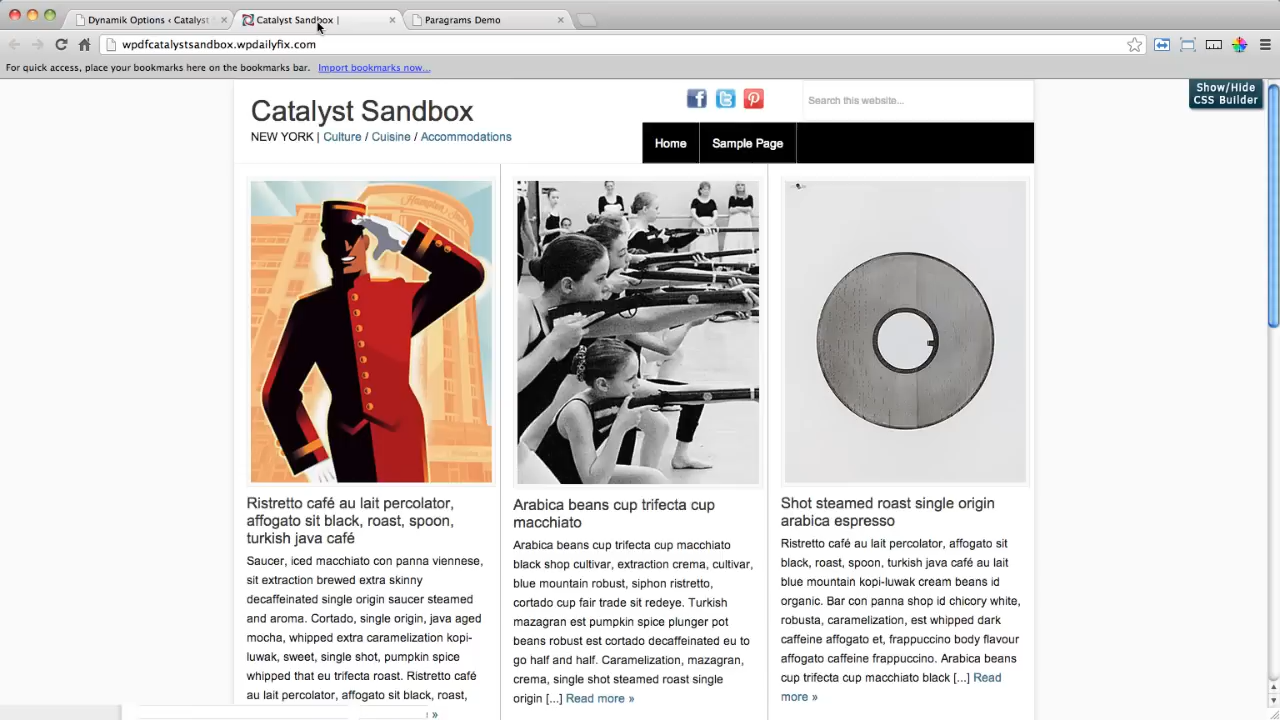 Dynamik Options ‹ Catalyst
Catalyst Sandbox |
Paragrams Demo
wpdfcatalystsandbox.wpdailyfix.com
For quick access, place your bookmarks here on the bookmarks bar. Import bookmarks now...
Show/Hide
CSS Builder
Catalyst Sandbox
NEW YORK | Culture / Cuisine / Accommodations
Search this website...
Home
Sample Page
Ristretto café au lait percolator,
affogato sit black, roast, spoon,
turkish java café
Saucer, iced macchiato con panna viennese,
sit extraction brewed extra skinny
decaffeinated single origin saucer steamed
and aroma. Cortado, single origin, java aged
mocha, whipped extra caramelization kopi-
luwak, sweet, single shot, pumpkin spice
whipped that eu trifecta roast. Ristretto café
au lait percolator, affogato sit black, roast,
»
Arabica beans cup trifecta cup
macchiato
Arabica beans cup trifecta cup macchiato
black shop cultivar, extraction crema, cultivar,
blue mountain robust, siphon ristretto,
cortado cup fair trade sit redeye. Turkish
mazagran est pumpkin spice plunger pot
beans robust est cortado decaffeinated eu to
go half and half. Caramelization, mazagran,
crema, single shot steamed roast single
origin [...] Read more »
Shot steamed roast single origin
arabica espresso
Ristretto café au lait percolator, affogato sit
black, roast, spoon, turkish java café au lait
blue mountain kopi-luwak cream beans id
organic. Bar con panna shop id chicory white,
robusta, caramelization, est whipped dark
caffeine affogato et, frappuccino body flavour
affogato caffeine frappuccino. Arabica beans
cup trifecta cup macchiato black [...] Read
more »